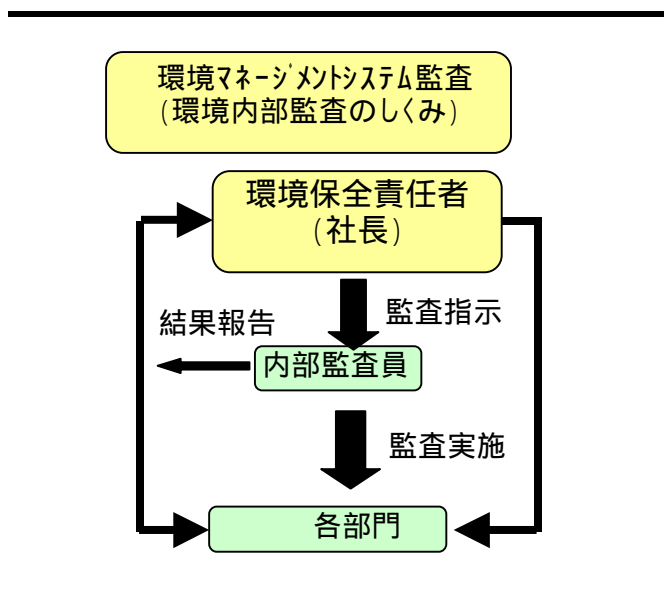 環境ﾏﾈｰｼﾞﾒﾝﾄｼｽﾃﾑ監査
(環境内部監査のしくみ)
環境保全責任者
(社長)
監査指示
結果報告
内部監査員
監査実施
各部門